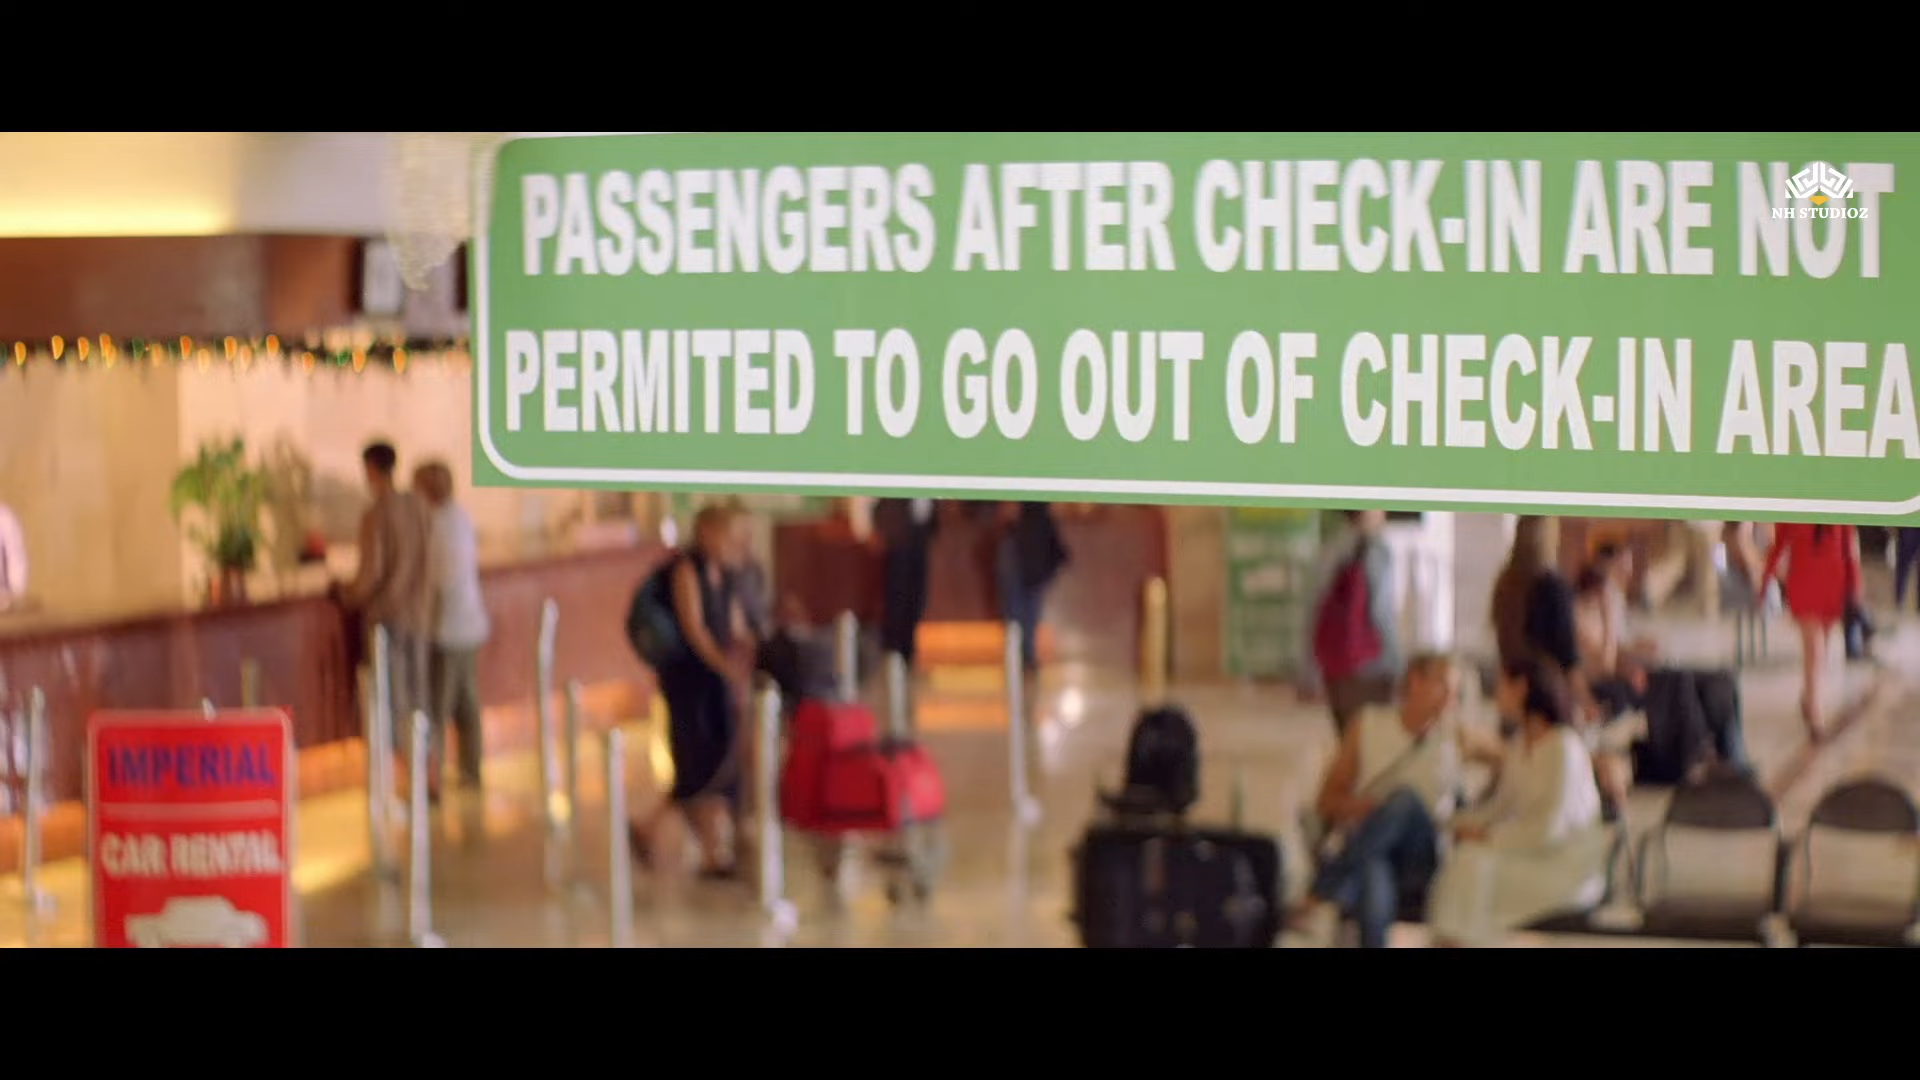 PASSENGERS AFTER CHECK-IN ARE NOT
PERMITED TO GO OUT OF CHECK-IN AREA
NH STUDIOZ
IMPERIAL
CAR RENTAL